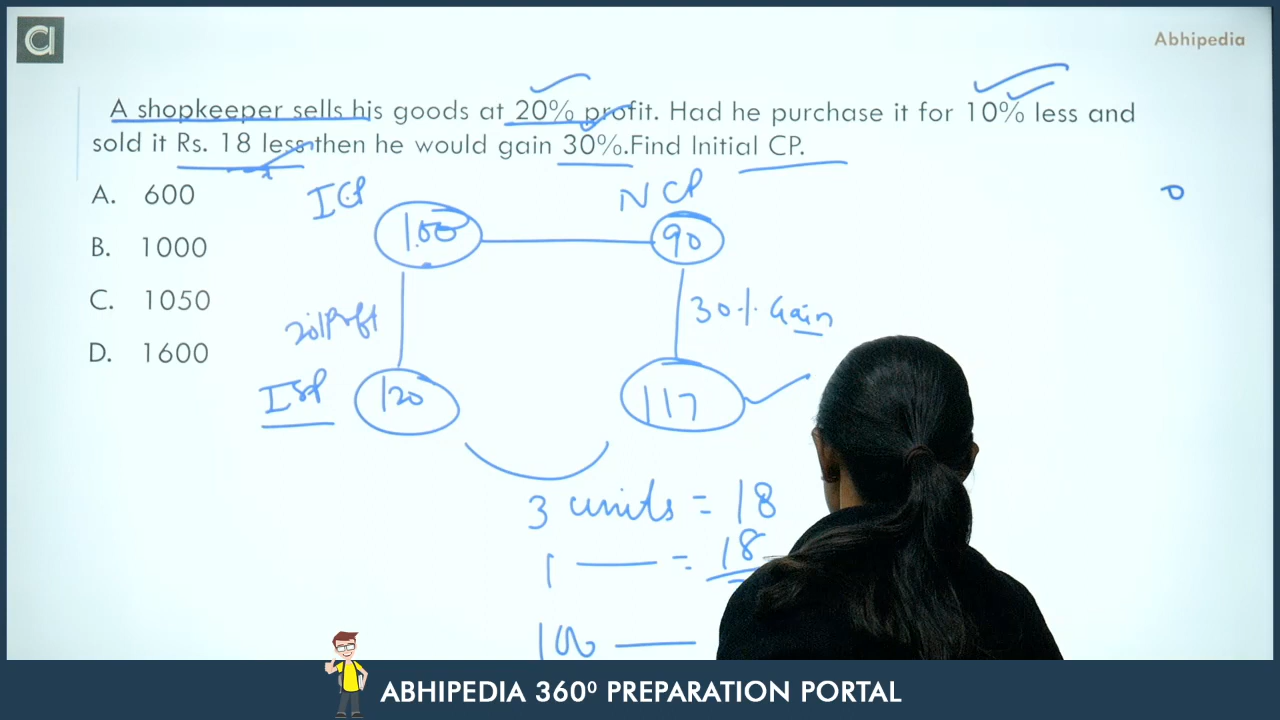 Abhipedia
A shopkeeper sells his goods at 20% profit. Had he purchase it for 10% less and
sold it Rs. 18 less then he would gain 30%.Find Initial CP.
A. 600
B. 1000
C. 1050
D. 1600
ICP
NCP
100
90
20% Profit
30% Gain
ISP
120
117
3 units = 18
1 — = 18
100 —
ABHIPEDIA 360⁰ PREPARATION PORTAL